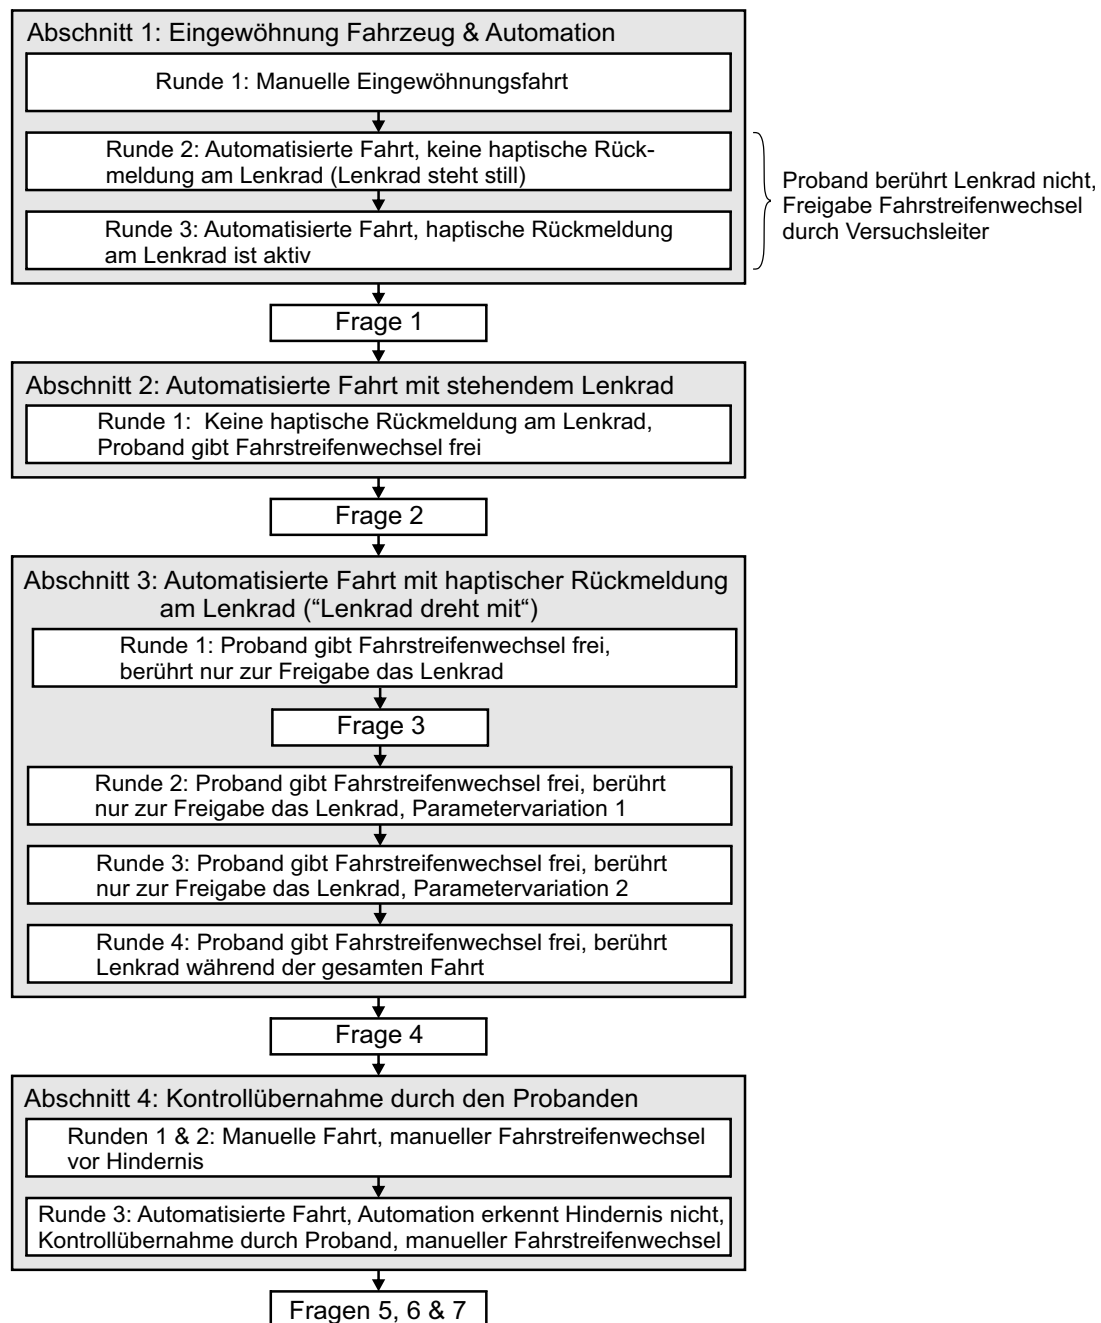 Abschnitt 1: Eingewöhnung Fahrzeug & Automation
Runde 1: Manuelle Eingewöhnungsfahrt
Runde 2: Automatisierte Fahrt, keine haptische Rück-
meldung am Lenkrad (Lenkrad steht still)
Runde 3: Automatisierte Fahrt, haptische Rückmeldung
am Lenkrad ist aktiv
Proband berührt Lenkrad nicht,
Freigabe Fahrstreifenwechsel
durch Versuchsleiter
Frage 1
Abschnitt 2: Automatisierte Fahrt mit stehendem Lenkrad
Runde 1: Keine haptische Rückmeldung am Lenkrad,
Proband gibt Fahrstreifenwechsel frei
Frage 2
Abschnitt 3: Automatisierte Fahrt mit haptischer Rückmeldung
am Lenkrad (“Lenkrad dreht mit“)
Runde 1: Proband gibt Fahrstreifenwechsel frei,
berührt nur zur Freigabe das Lenkrad
Frage 3
Runde 2: Proband gibt Fahrstreifenwechsel frei, berührt
nur zur Freigabe das Lenkrad, Parametervariation 1
Runde 3: Proband gibt Fahrstreifenwechsel frei, berührt
nur zur Freigabe das Lenkrad, Parametervariation 2
Runde 4: Proband gibt Fahrstreifenwechsel frei, berührt
Lenkrad während der gesamten Fahrt
Frage 4
Abschnitt 4: Kontrollübernahme durch den Probanden
Runden 1 & 2: Manuelle Fahrt, manueller Fahrstreifenwechsel
vor Hindernis
Runde 3: Automatisierte Fahrt, Automation erkennt Hindernis nicht,
Kontrollübernahme durch Proband, manueller Fahrstreifenwechsel
Fragen 5, 6 & 7